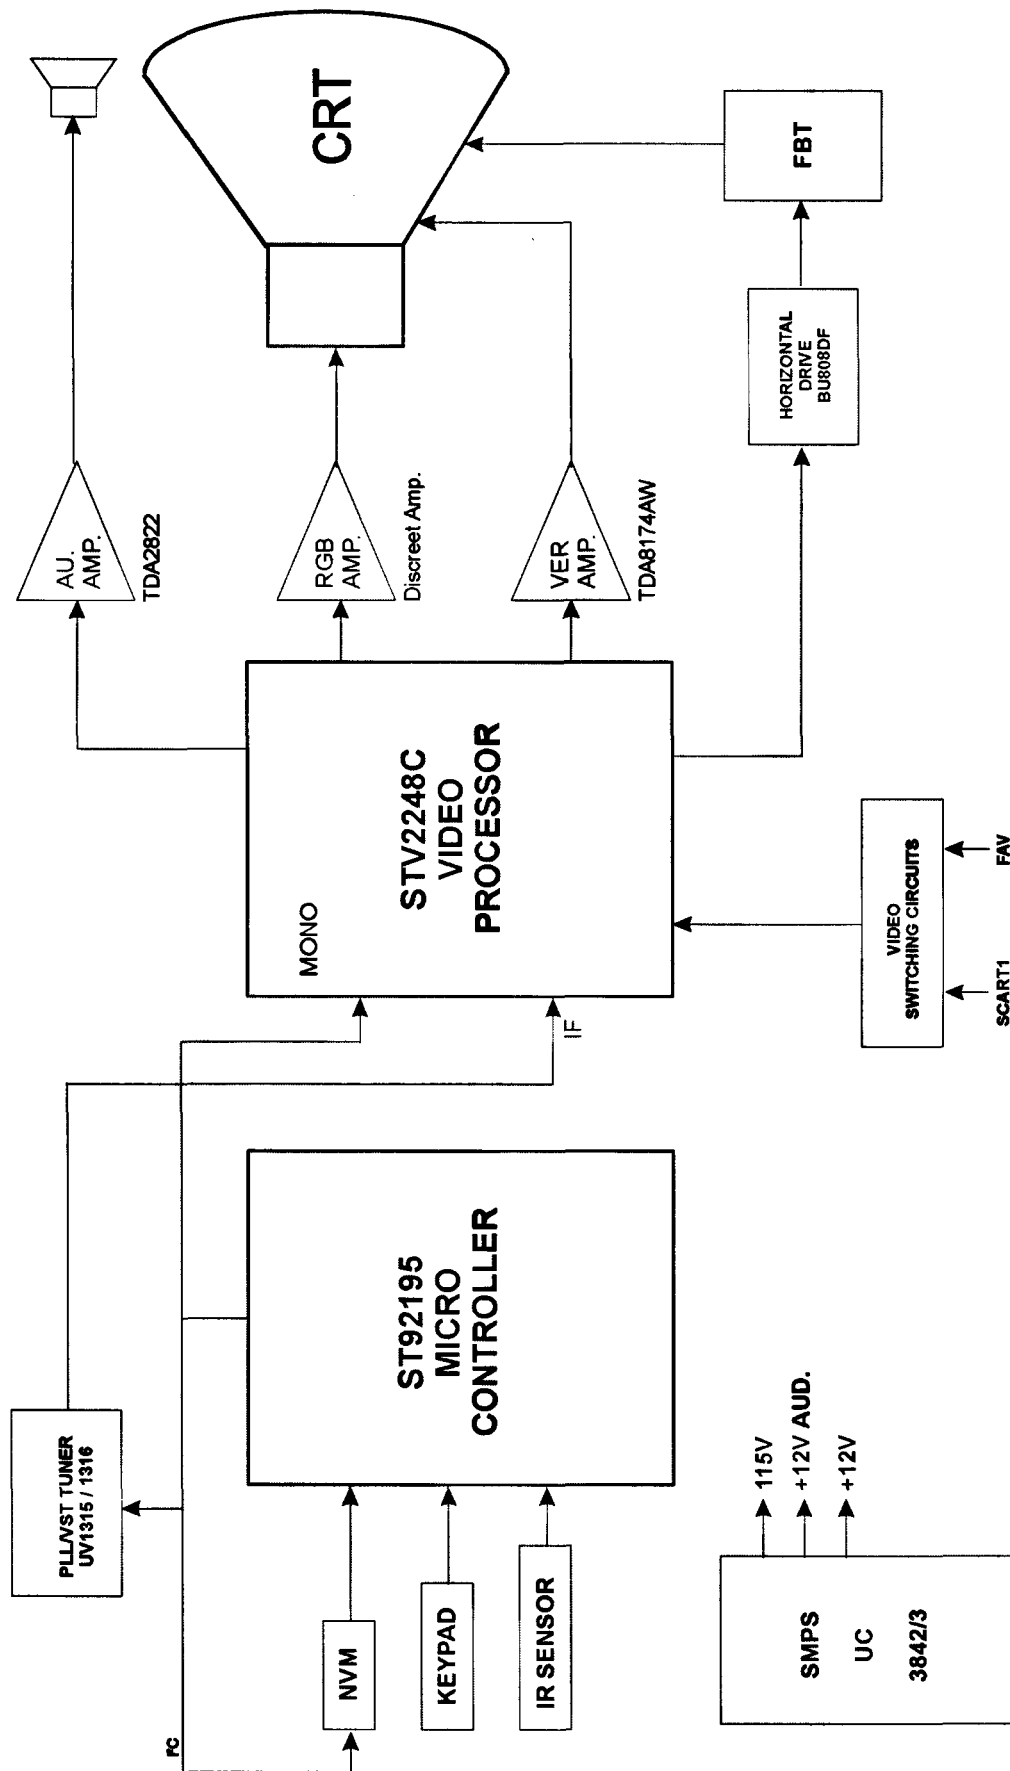 PLL/VST TUNER
UV1315 / 1316
AU.
AMP.
TDA2822
CRT
NVM
KEYPAD
IR SENSOR
ST92195
MICRO
CONTROLLER
MONO
IF
STV2248C
VIDEO
PROCESSOR
RGB
AMP.
Discreet Amp.
VER
AMP.
TDA8174AW
HORIZONTAL
DRIVE
BU808DF
FBT
SMPS
UC
3842/3
115V
+12V AUD.
+12V
VIDEO
SWITCHING CIRCUITS
SCART1
FAV